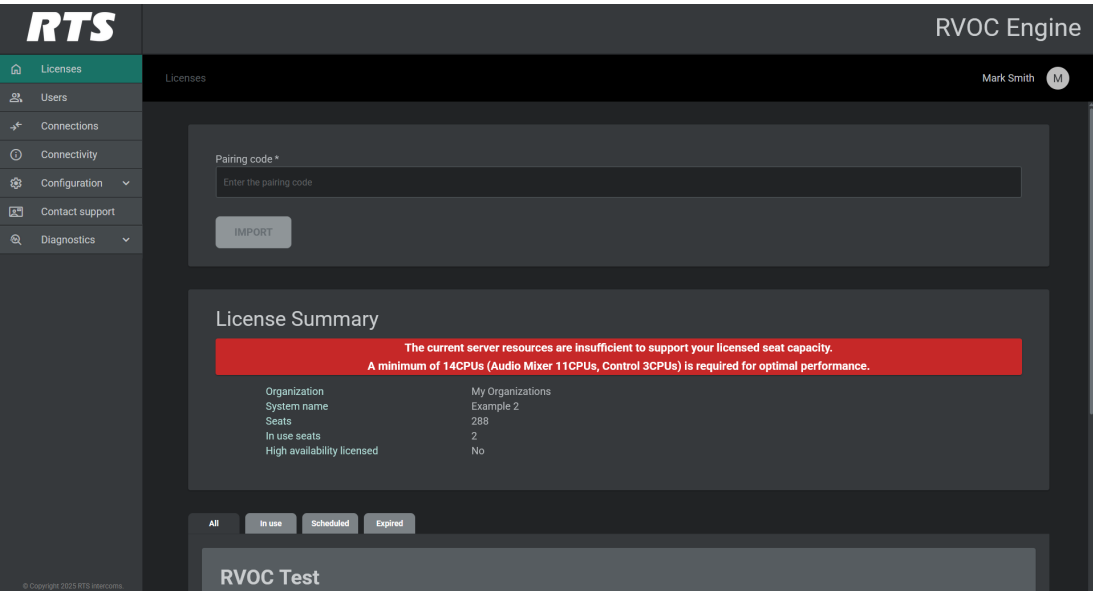 RTS
RVOC Engine
Licenses
Users
Connections
Connectivity
Configuration
Contact support
Diagnostics
© Copyright 2025 RTS Intercoms.
Licenses
Mark Smith
M
Pairing code *
Enter the pairing code
IMPORT
License Summary
The current server resources are insufficient to support your licensed seat capacity.
A minimum of 14CPUs (Audio Mixer 11CPUs, Control 3CPUs) is required for optimal performance.
Organization My Organizations
System name Example 2
Seats 288
In use seats 2
High availability licensed No
All In use Scheduled Expired
RVOC Test